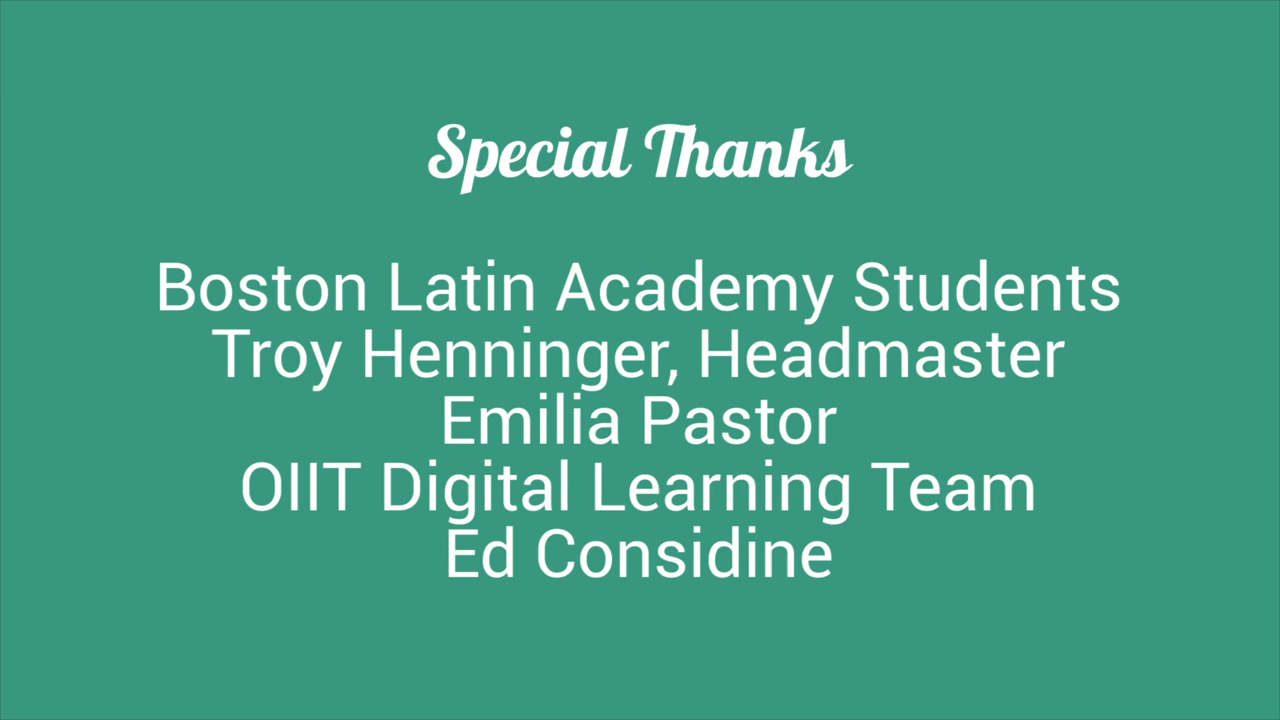 Special Thanks
Boston Latin Academy Students
Troy Henninger, Headmaster
Emilia Pastor
OIIT Digital Learning Team
Ed Considine